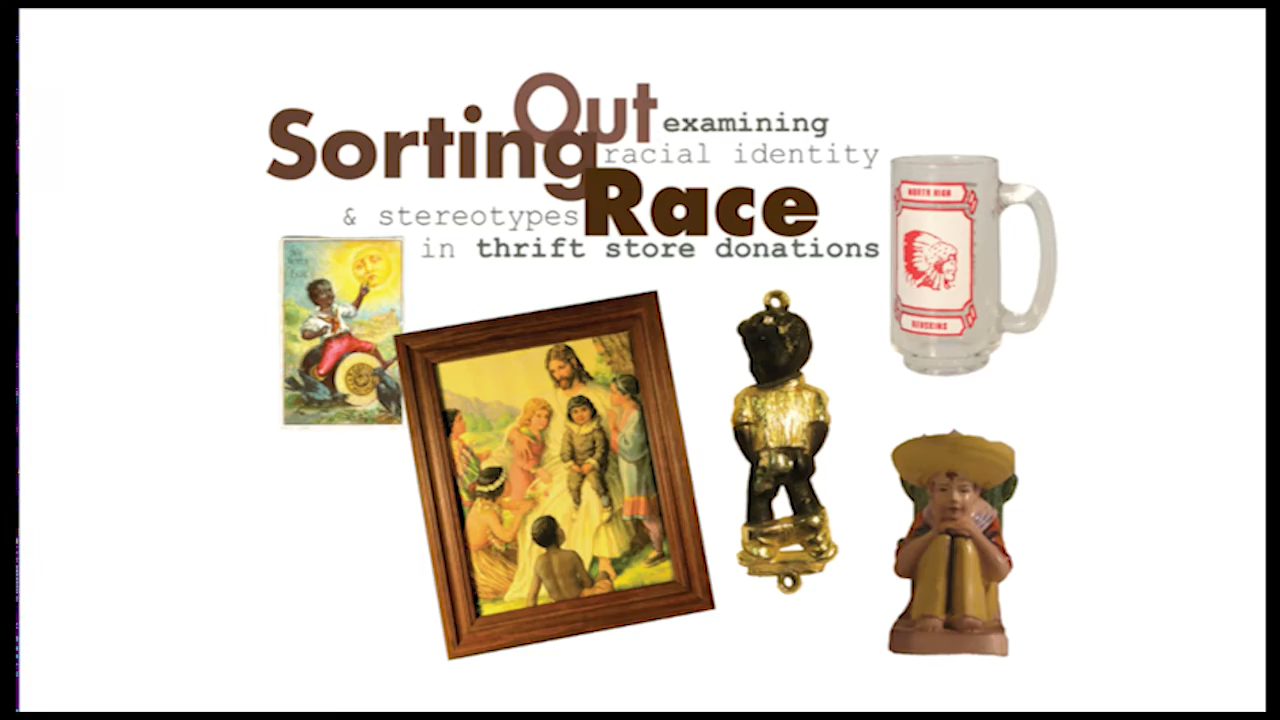 Sorting Out examining
racial identity
& stereotypes Race
in thrift store donations
NORTH HIGH
REDSKINS